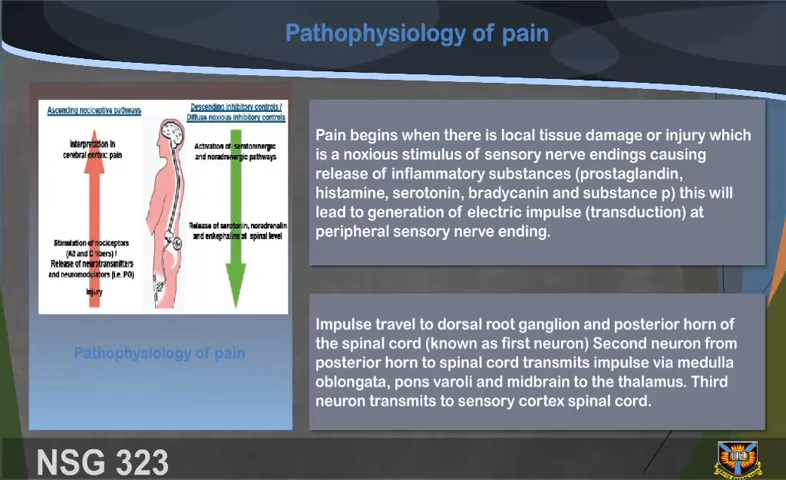 Pathophysiology of pain
Ascending nociceptive pathways
Interpretation in
cerebral cortex: pain
Stimulation of nociceptors
(Aδ and C fibers) /
Release of neurotransmitters
and neuromodulators (i.e. PG)
Injury
Descending inhibitory controls /
Diffuse noxious inhibitory controls
Activation of serotoninergic
and noradrenergic pathways
Release of serotonin, noradrenalin
and enkephalins at spinal level
Pathophysiology of pain
Pain begins when there is local tissue damage or injury which
is a noxious stimulus of sensory nerve endings causing
release of inflammatory substances (prostaglandin,
histamine, serotonin, bradycanin and substance p) this will
lead to generation of electric impulse (transduction) at
peripheral sensory nerve ending.
Impulse travel to dorsal root ganglion and posterior horn of
the spinal cord (known as first neuron) Second neuron from
posterior horn to spinal cord transmits impulse via medulla
oblongata, pons varoli and midbrain to the thalamus. Third
neuron transmits to sensory cortex spinal cord.
NSG 323